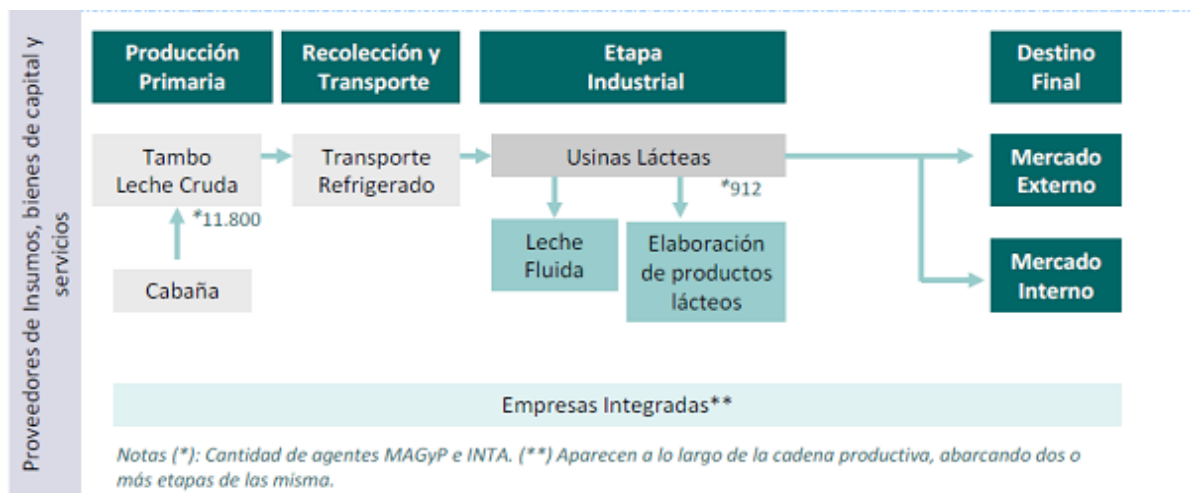 Proveedores de Insumos, bienes de capital y
servicios
Producción
Primaria
Recolección y
Transporte
Etapa
Industrial
Destino
Final
Tambo
Leche Cruda
*11.800
Cabaña
Transporte
Refrigerado
Usinas Lácteas
*912
Leche
Fluida
Elaboración
de productos
lácteos
Mercado
Externo
Mercado
Interno
Empresas Integradas**
Notas (*): Cantidad de agentes MAGyP e INTA. (**) Aparecen a lo largo de la cadena productiva, abarcando dos o
más etapas de las misma.